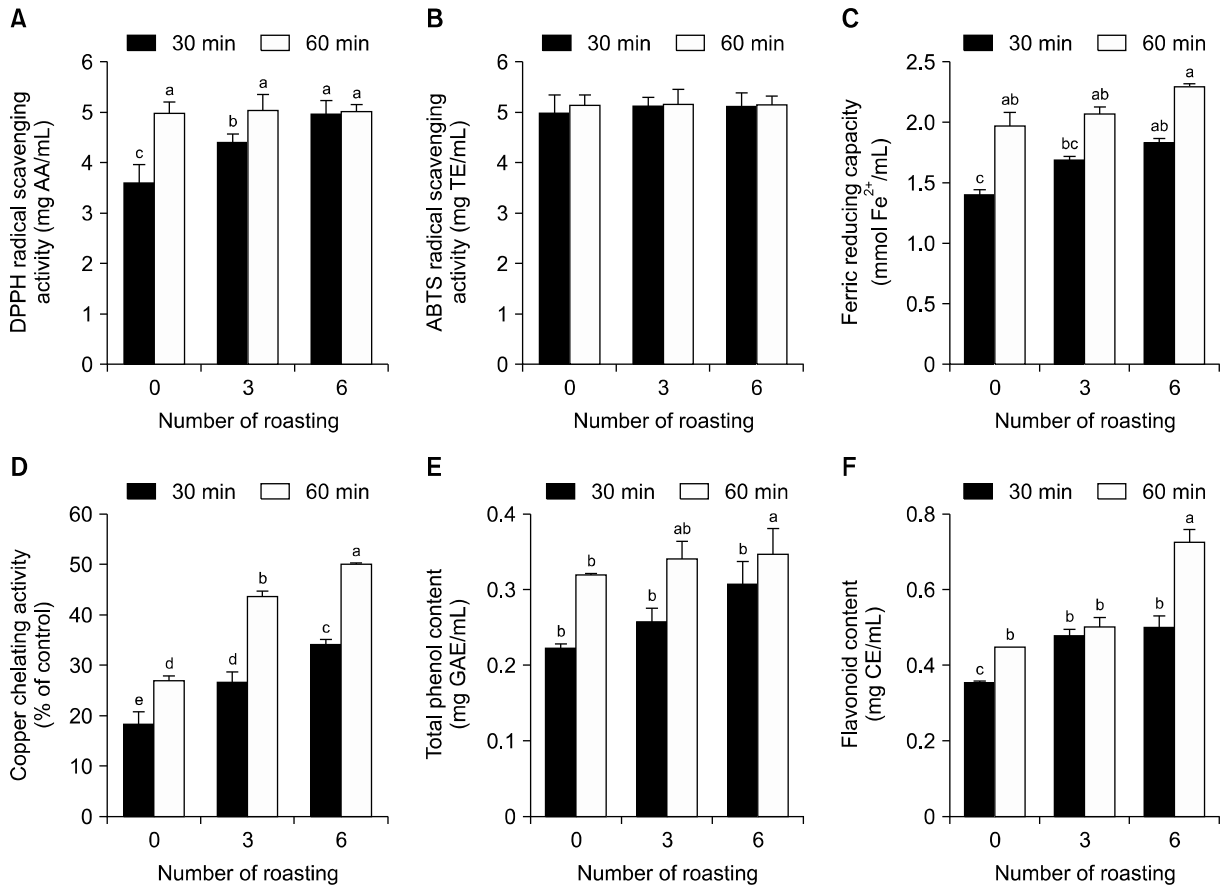 A
30 min 60 min
DPPH radical scavenging
activity (mg AA/mL)
6
5
4
3
2
1
0
c
a
b
a
a
a
0 3 6
Number of roasting
B
30 min 60 min
ABTS radical scavenging
activity (mg TE/mL)
6
5
4
3
2
1
0
0 3 6
Number of roasting
C
30 min 60 min
Ferric reducing capacity
(mmol Fe²⁺/mL)
2.5
2.0
1.5
1.0
0.5
0
c
ab
bc
ab
ab
a
0 3 6
Number of roasting
D
30 min 60 min
Copper chelating activity
(% of control)
60
50
40
30
20
10
0
e
d
d
b
c
a
0 3 6
Number of roasting
E
30 min 60 min
Total phenol content
(mg GAE/mL)
0.4
0.3
0.2
0.1
0
b
b
b
ab
b
a
0 3 6
Number of roasting
F
30 min 60 min
Flavonoid content
(mg CE/mL)
0.8
0.6
0.4
0.2
0
c
b
b
b
b
a
0 3 6
Number of roasting